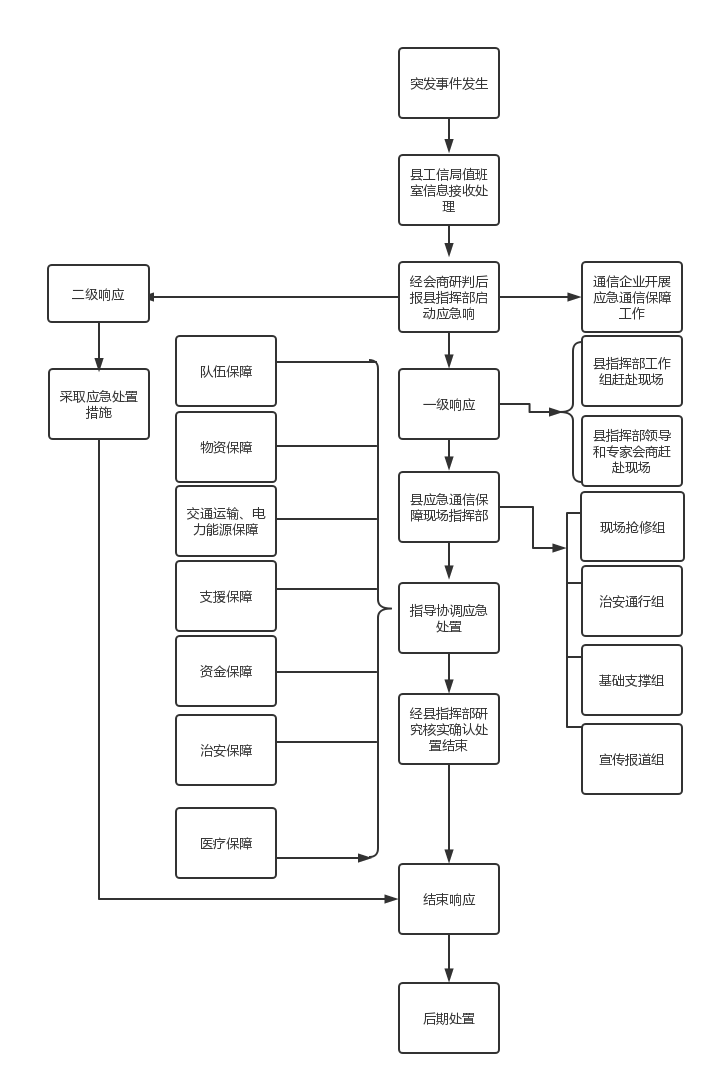 突发事件发生
县工信局值班
室信息接收处
理
二级响应
经会商研判后
报县指挥部启
动应急响
通信企业开展
应急通信保障
工作
采取应急处置
措施
队伍保障
一级响应
县指挥部工作
组赶赴现场
物资保障
县指挥部领导
和专家会商赶
赴现场
交通运输、电
力能源保障
县应急通信保
障现场指挥部
现场抢修组
支援保障
指导协调应急
处置
治安通行组
资金保障
基础支撑组
治安保障
经县指挥部研
究核实确认处
置结束
宣传报道组
医疗保障
结束响应
后期处置